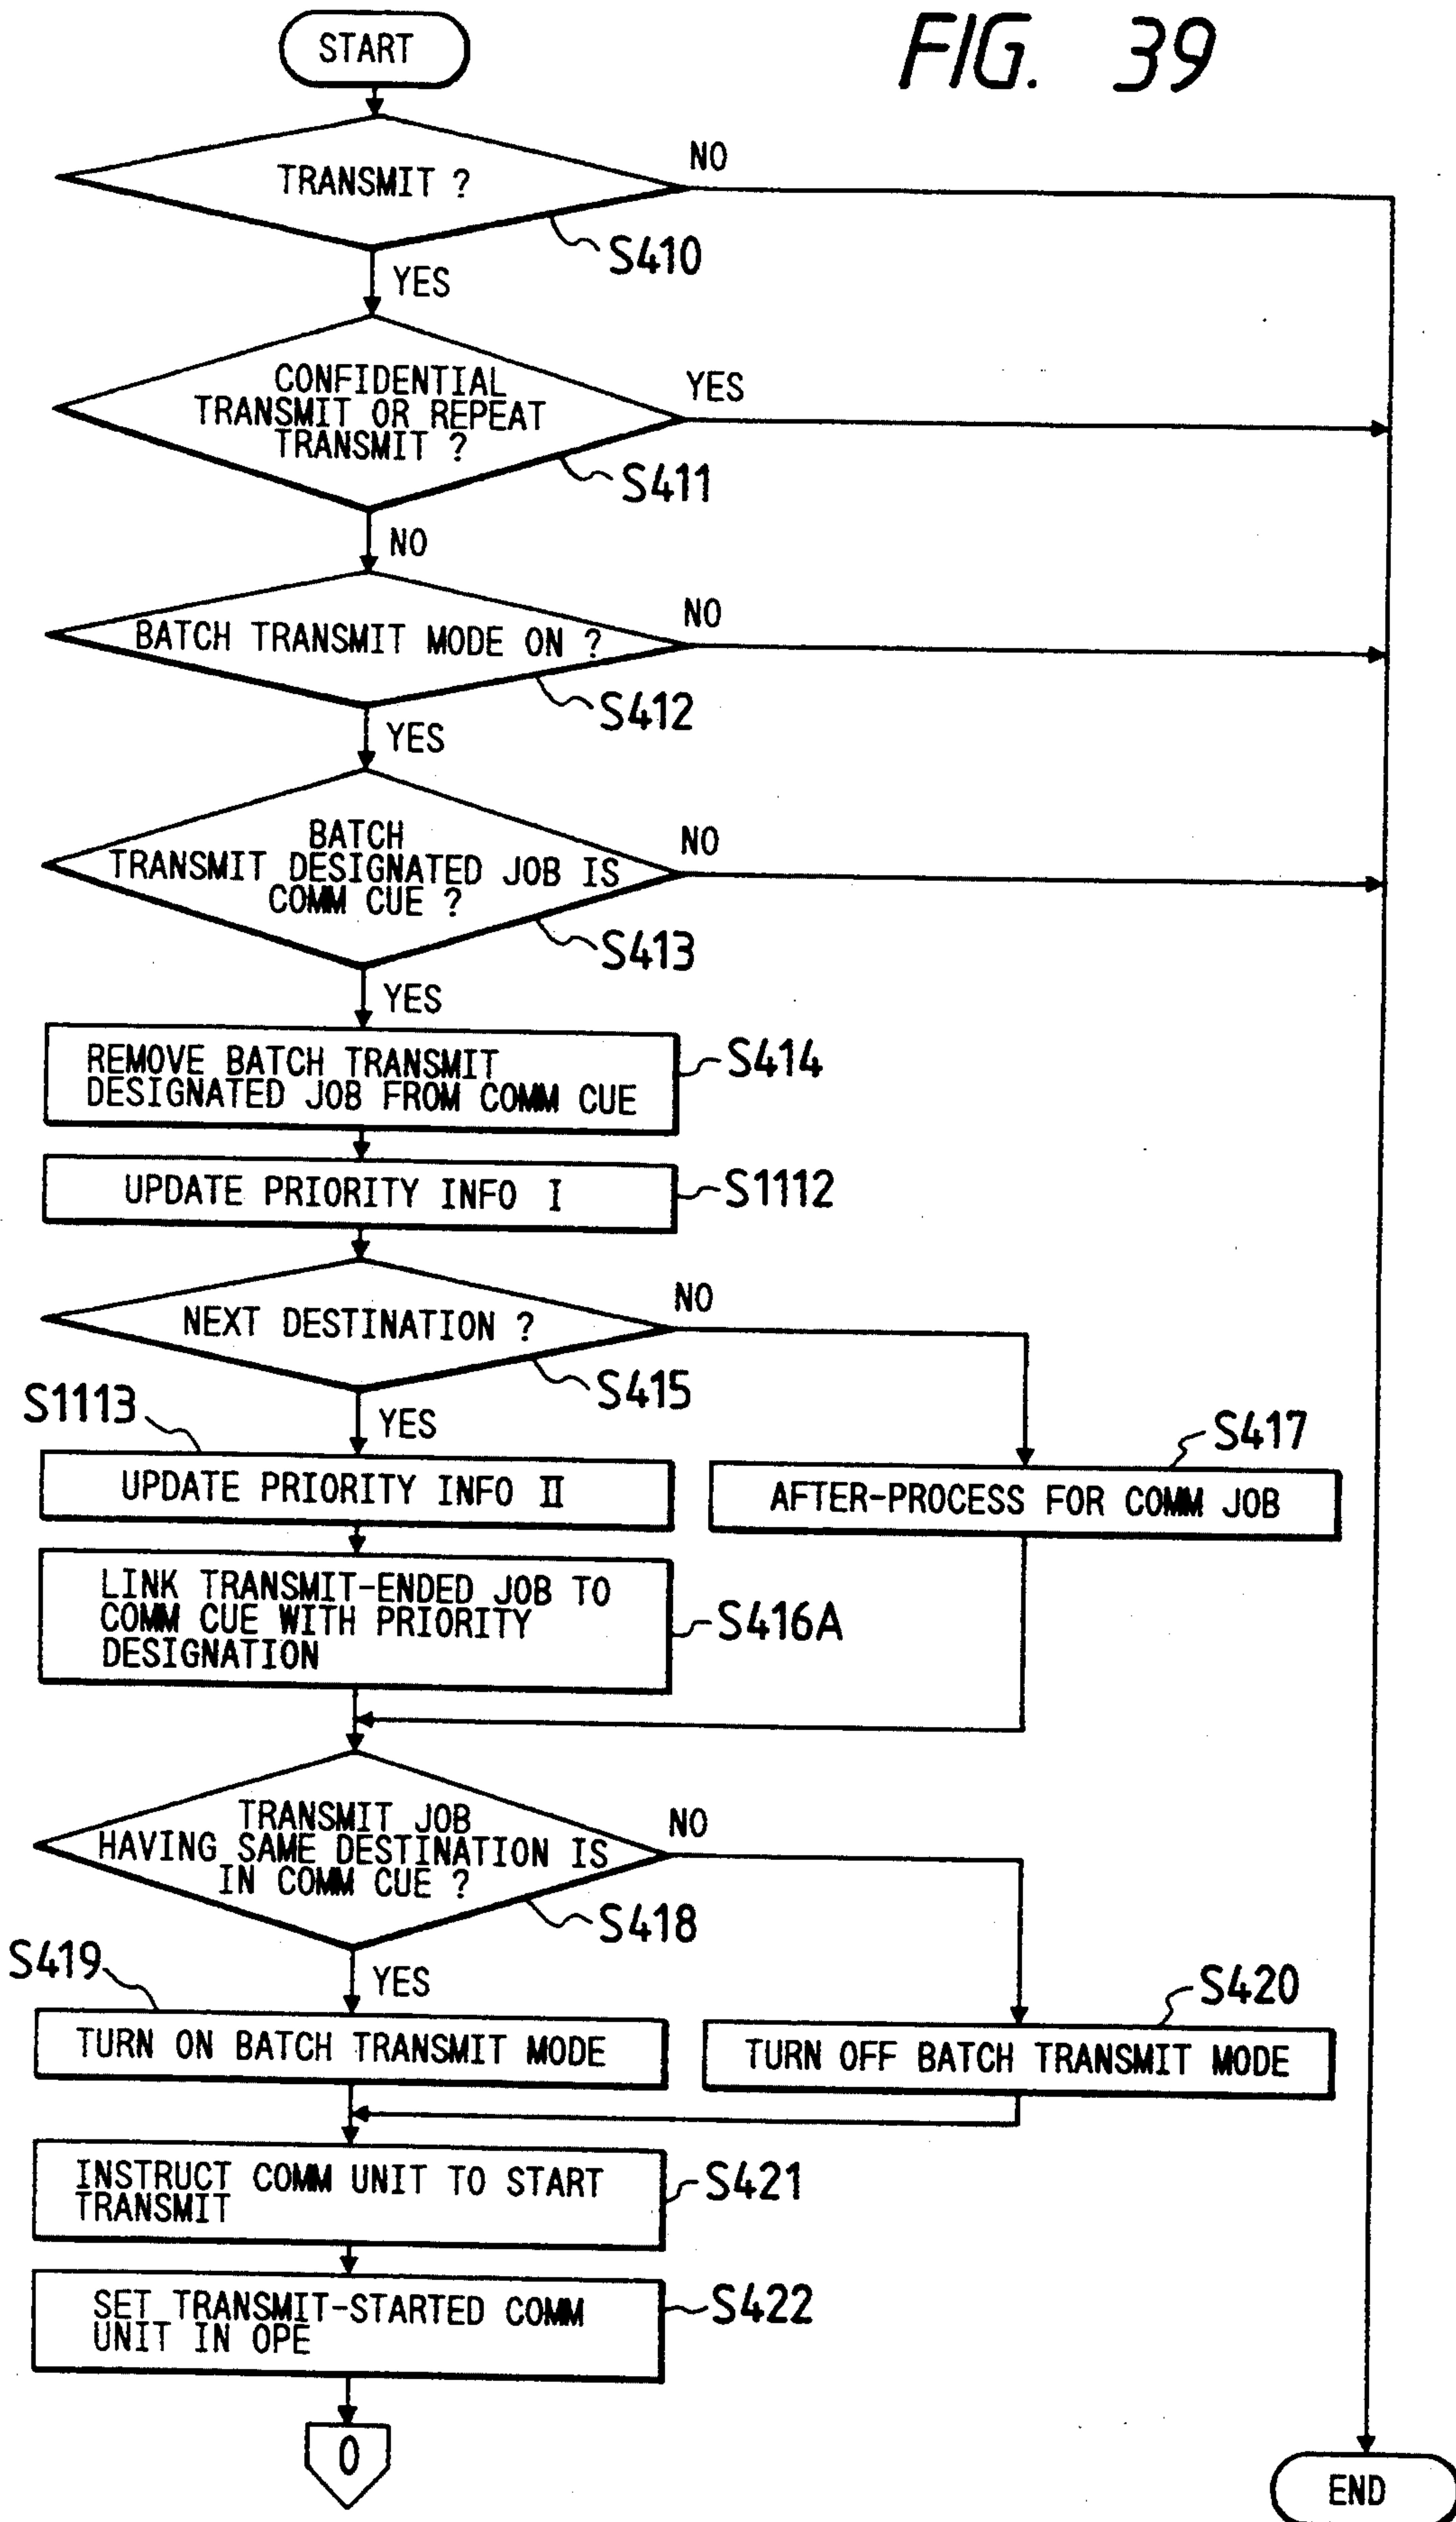 FIG. 39
START
TRANSMIT ?
NO
S410
YES
CONFIDENTIAL
TRANSMIT OR REPEAT
TRANSMIT ?
YES
S411
NO
BATCH TRANSMIT MODE ON ?
NO
S412
YES
BATCH
TRANSMIT DESIGNATED JOB IS
COMM CUE ?
NO
S413
YES
REMOVE BATCH TRANSMIT
DESIGNATED JOB FROM COMM CUE
S414
UPDATE PRIORITY INFO I
S1112
NEXT DESTINATION ?
NO
S415
S1113
YES
UPDATE PRIORITY INFO II
S417
AFTER-PROCESS FOR COMM JOB
LINK TRANSMIT-ENDED JOB TO
COMM CUE WITH PRIORITY
DESIGNATION
S416A
TRANSMIT JOB
HAVING SAME DESTINATION IS
IN COMM CUE ?
NO
S418
S419
YES
TURN ON BATCH TRANSMIT MODE
S420
TURN OFF BATCH TRANSMIT MODE
INSTRUCT COMM UNIT TO START
TRANSMIT
S421
SET TRANSMIT-STARTED COMM
UNIT IN OPE
S422
O
END